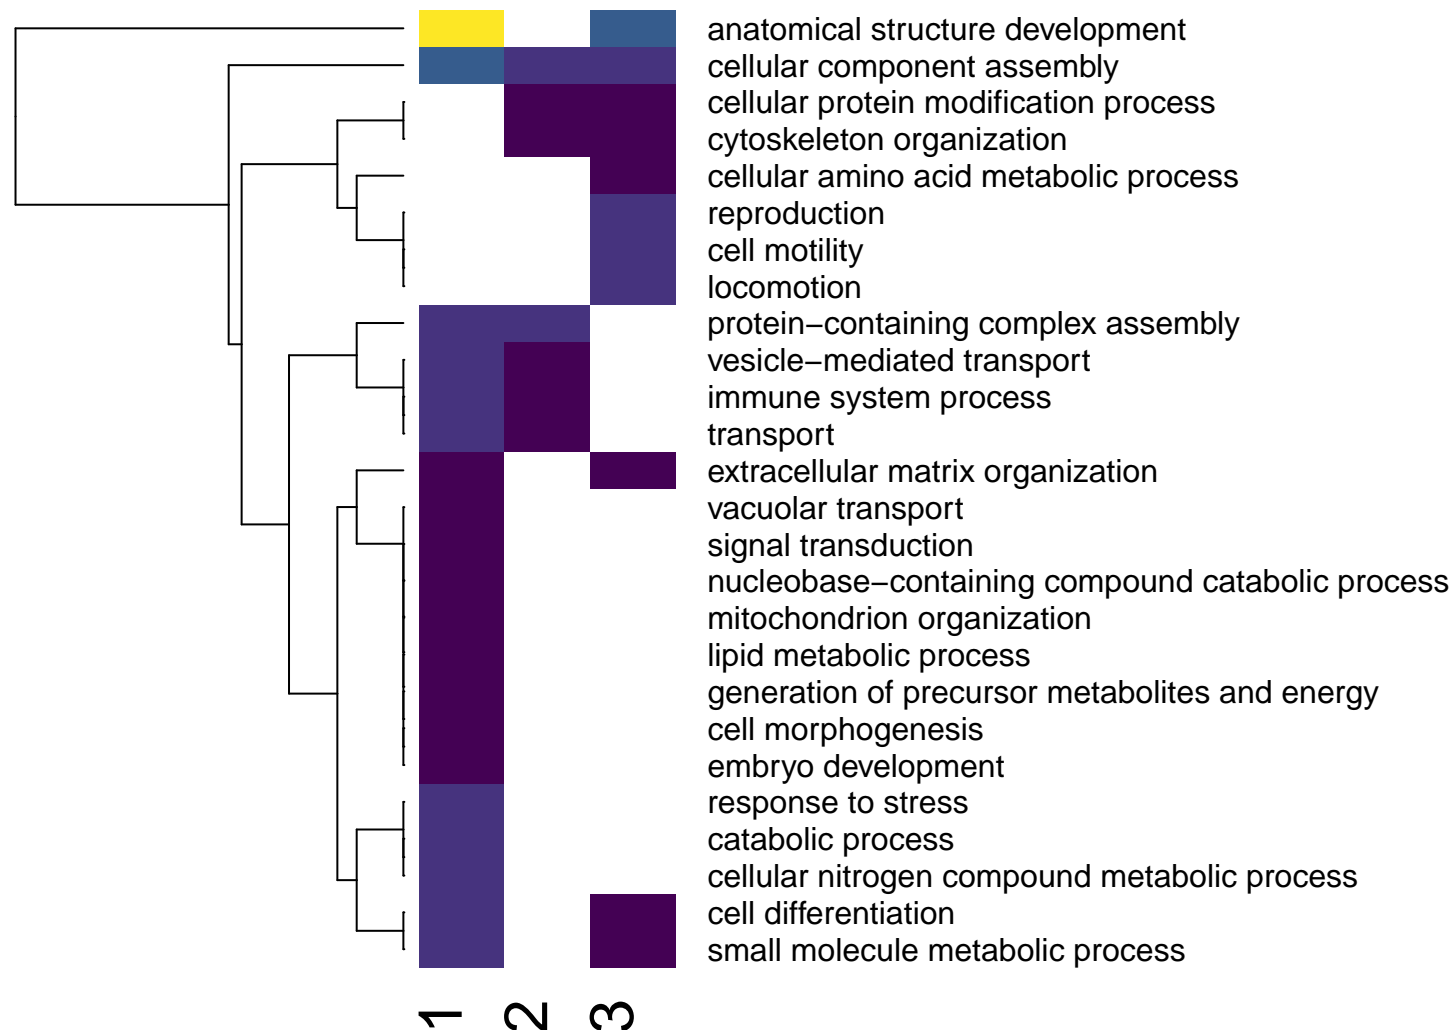 anatomical structure development
cellular component assembly
cellular protein modification process
cytoskeleton organization
cellular amino acid metabolic process
reproduction
cell motility
locomotion
protein−containing complex assembly
vesicle−mediated transport
immune system process
transport
extracellular matrix organization
vacuolar transport
signal transduction
nucleobase−containing compound catabolic process
mitochondrion organization
lipid metabolic process
generation of precursor metabolites and energy
cell morphogenesis
embryo development
response to stress
catabolic process
cellular nitrogen compound metabolic process
cell differentiation
small molecule metabolic process
1 2 3